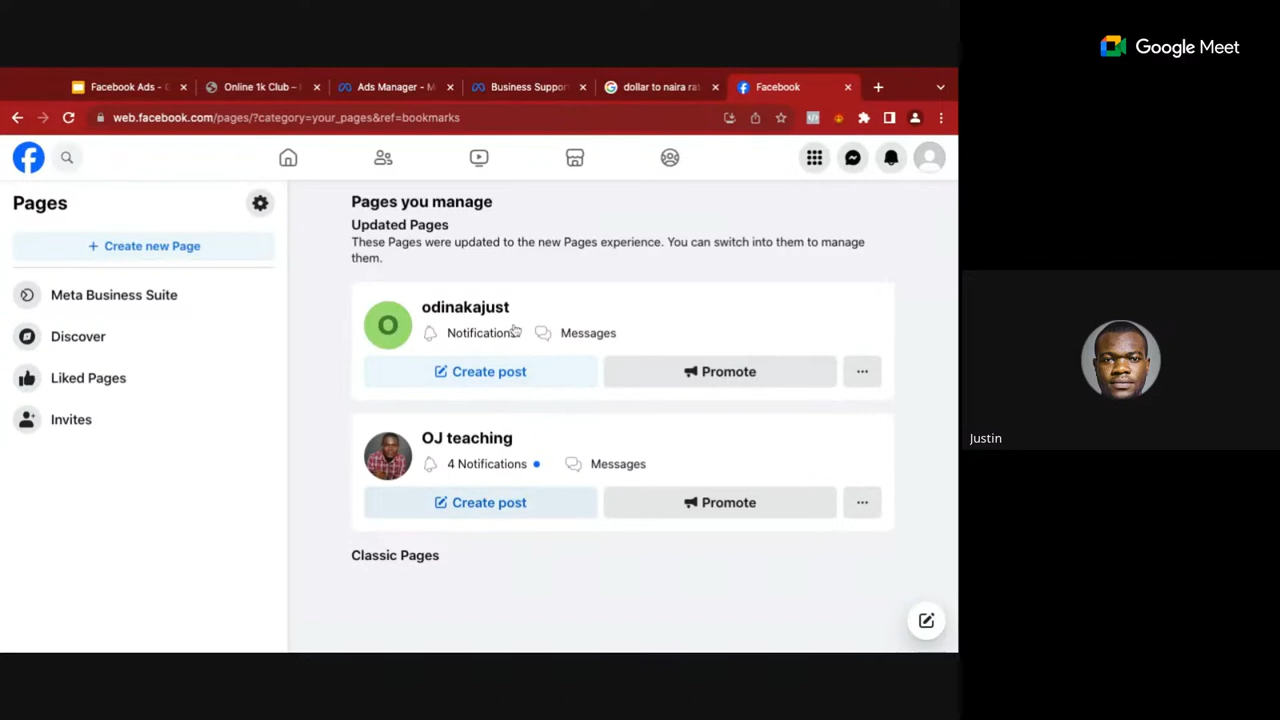 Google Meet
Facebook Ads -
Online 1k Club –
Ads Manager - M
Business Support
dollar to naira ra
Facebook
web.facebook.com/pages/?category=your_pages&ref=bookmarks
Pages
+ Create new Page
Meta Business Suite
Discover
Liked Pages
Invites
Pages you manage
Updated Pages
These Pages were updated to the new Pages experience. You can switch into them to manage
them.
O
odinakajust
Notifications
Messages
Create post
Promote
OJ teaching
4 Notifications
Messages
Create post
Promote
Classic Pages
Justin